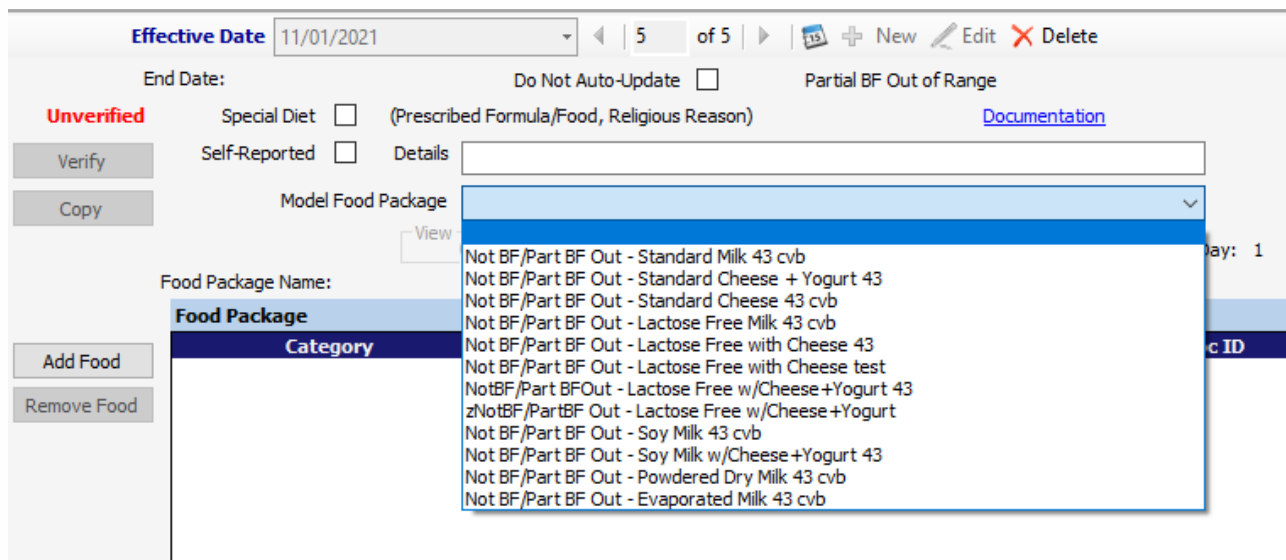 Effective Date 11/01/2021 5 of 5 15 New Edit Delete
End Date: Do Not Auto-Update Partial BF Out of Range
Unverified Special Diet (Prescribed Formula/Food, Religious Reason) Documentation
Verify Self-Reported Details
Copy Model Food Package
View
Not BF/Part BF Out - Standard Milk 43 cvb
Day: 1
Not BF/Part BF Out - Standard Cheese + Yogurt 43
Food Package Name:
Not BF/Part BF Out - Standard Cheese 43 cvb
Food Package
Not BF/Part BF Out - Lactose Free Milk 43 cvb
Category
Not BF/Part BF Out - Lactose Free with Cheese 43
c ID
Add Food
Not BF/Part BF Out - Lactose Free with Cheese test
NotBF/Part BFOut - Lactose Free w/Cheese+Yogurt 43
Remove Food
zNotBF/PartBF Out - Lactose Free w/Cheese+Yogurt
Not BF/Part BF Out - Soy Milk 43 cvb
Not BF/Part BF Out - Soy Milk w/Cheese+Yogurt 43
Not BF/Part BF Out - Powdered Dry Milk 43 cvb
Not BF/Part BF Out - Evaporated Milk 43 cvb